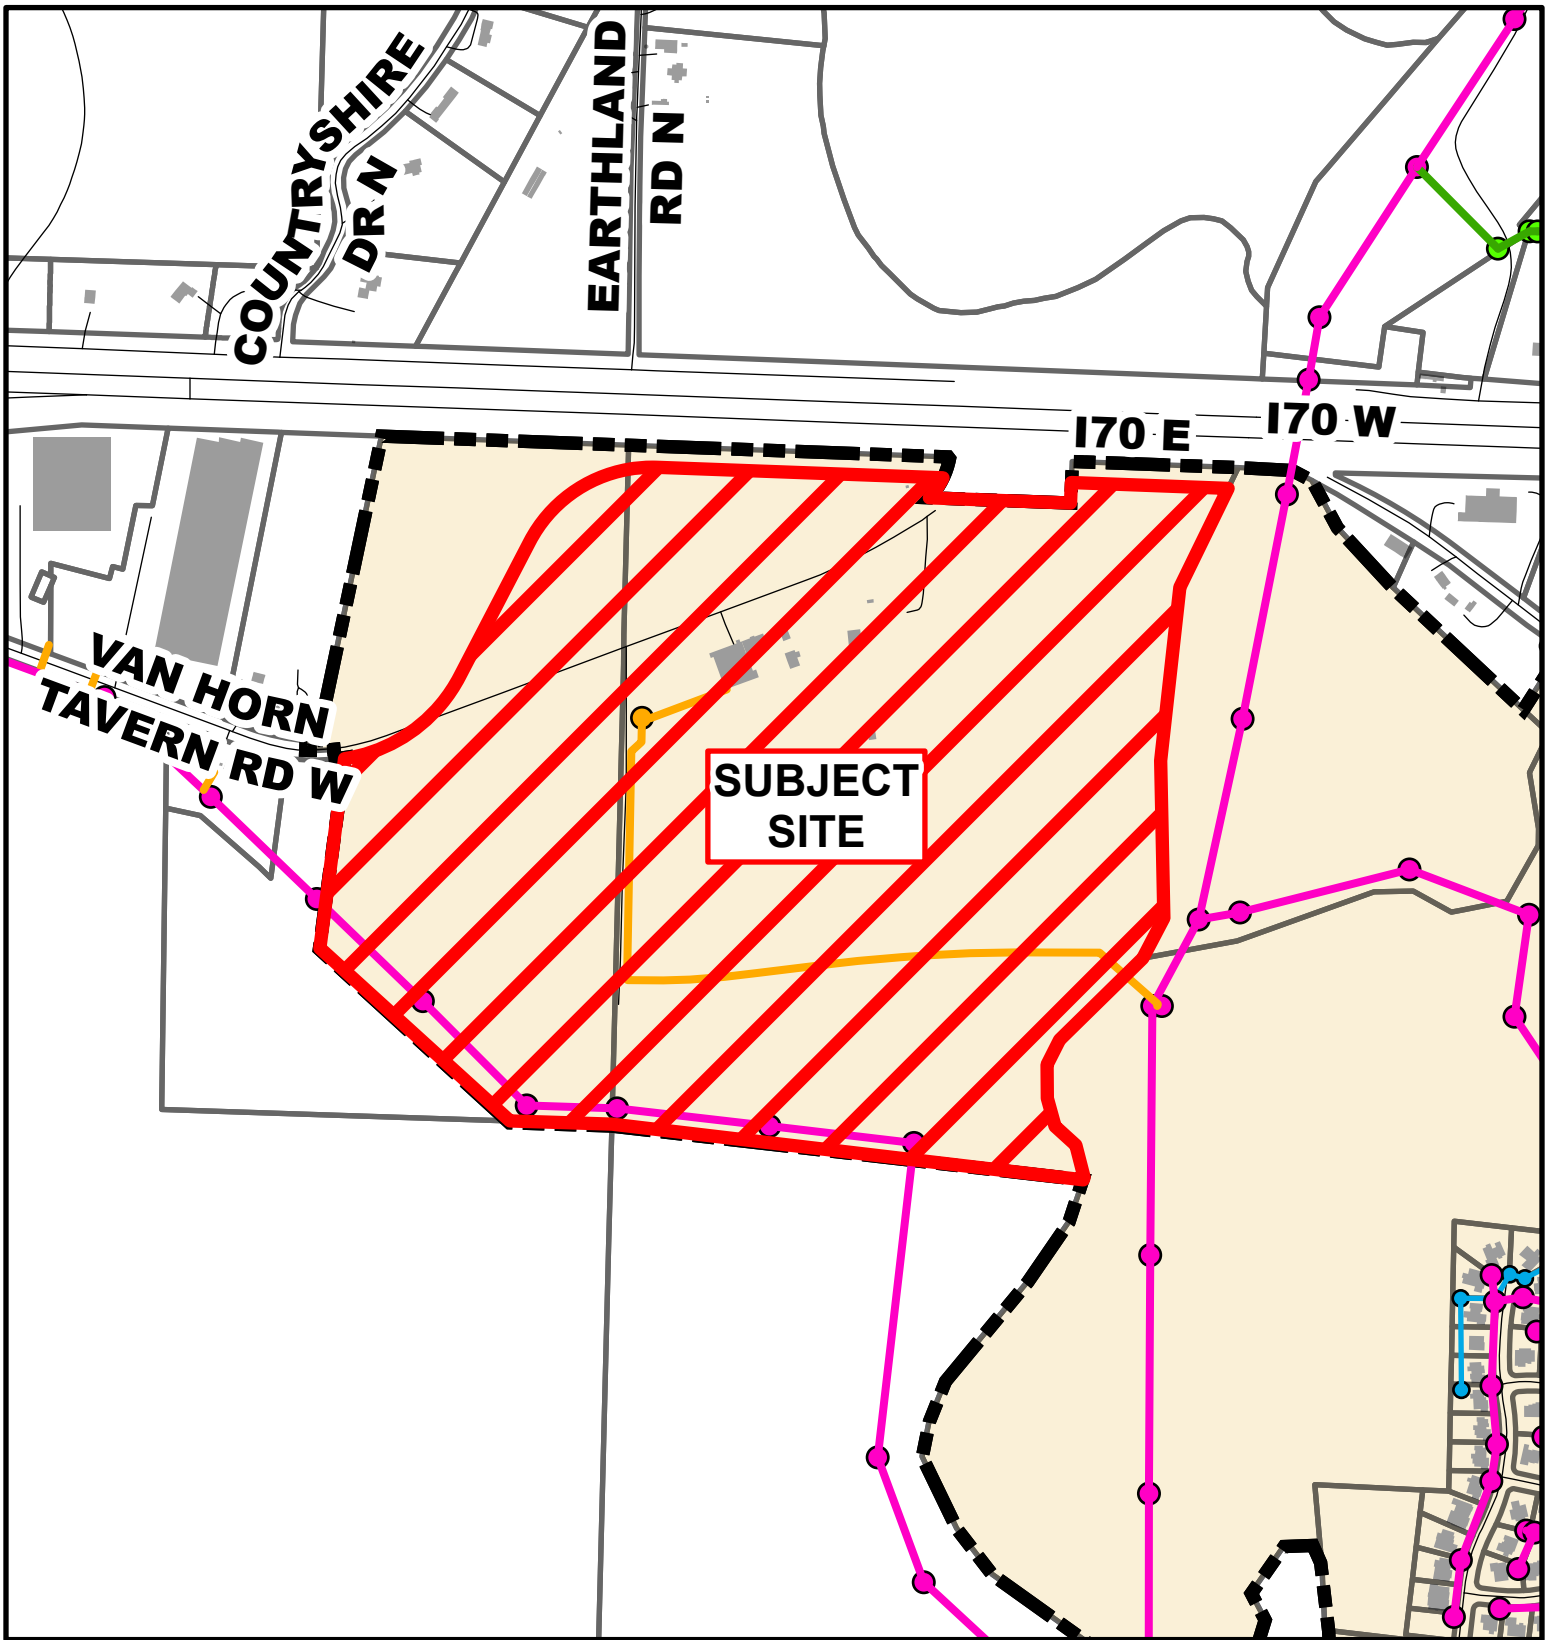 COUNTRYSHIRE
DR N
EARTHLAND
RD N
I70 E
I70 W
VAN HORN
TAVERN RD W
SUBJECT
SITE